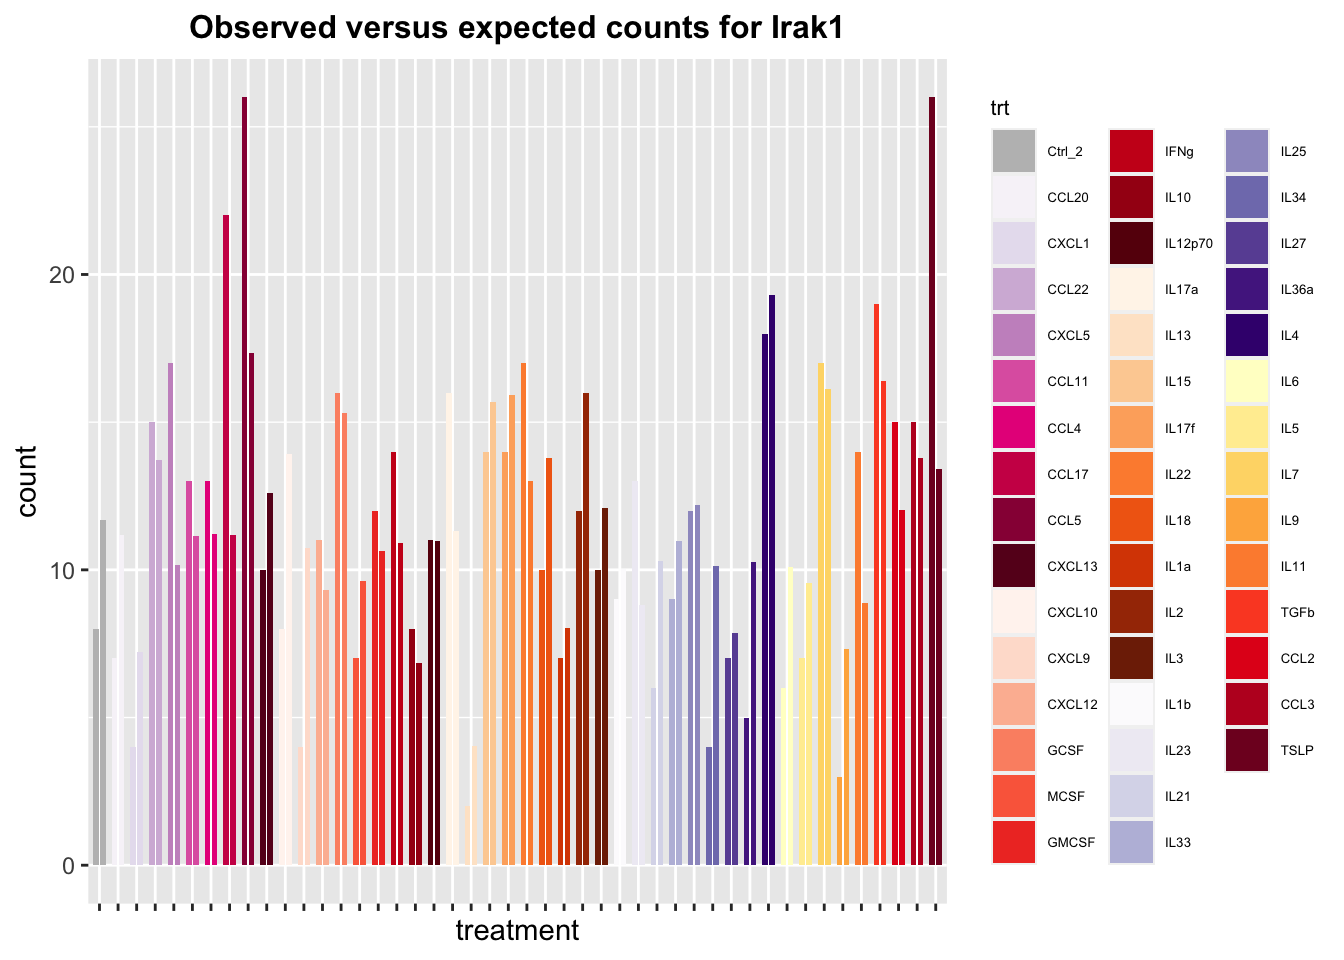 Observed versus expected counts for Irak1
count
20
10
0
treatment
trt
Ctrl_2
CCL20
CXCL1
CCL22
CXCL5
CCL11
CCL4
CCL17
CCL5
CXCL13
CXCL10
CXCL9
CXCL12
GCSF
MCSF
GMCSF
IFNg
IL10
IL12p70
IL17a
IL13
IL15
IL17f
IL22
IL18
IL1a
IL2
IL3
IL1b
IL23
IL21
IL33
IL25
IL34
IL27
IL36a
IL4
IL6
IL5
IL7
IL9
IL11
TGFb
CCL2
CCL3
TSLP